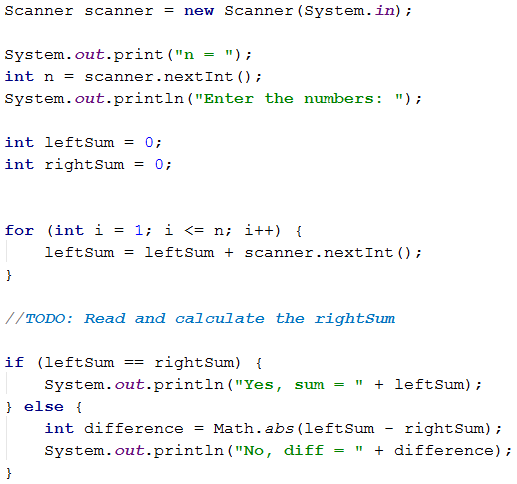 Scanner scanner = new Scanner(System.in);
System.out.print("n = ");
int n = scanner.nextInt();
System.out.println("Enter the numbers: ");
int leftSum = 0;
int rightSum = 0;
for (int i = 1; i <= n; i++) {
    leftSum = leftSum + scanner.nextInt();
}
//TODO: Read and calculate the rightSum
if (leftSum == rightSum) {
    System.out.println("Yes, sum = " + leftSum);
} else {
    int difference = Math.abs(leftSum - rightSum);
    System.out.println("No, diff = " + difference);
}